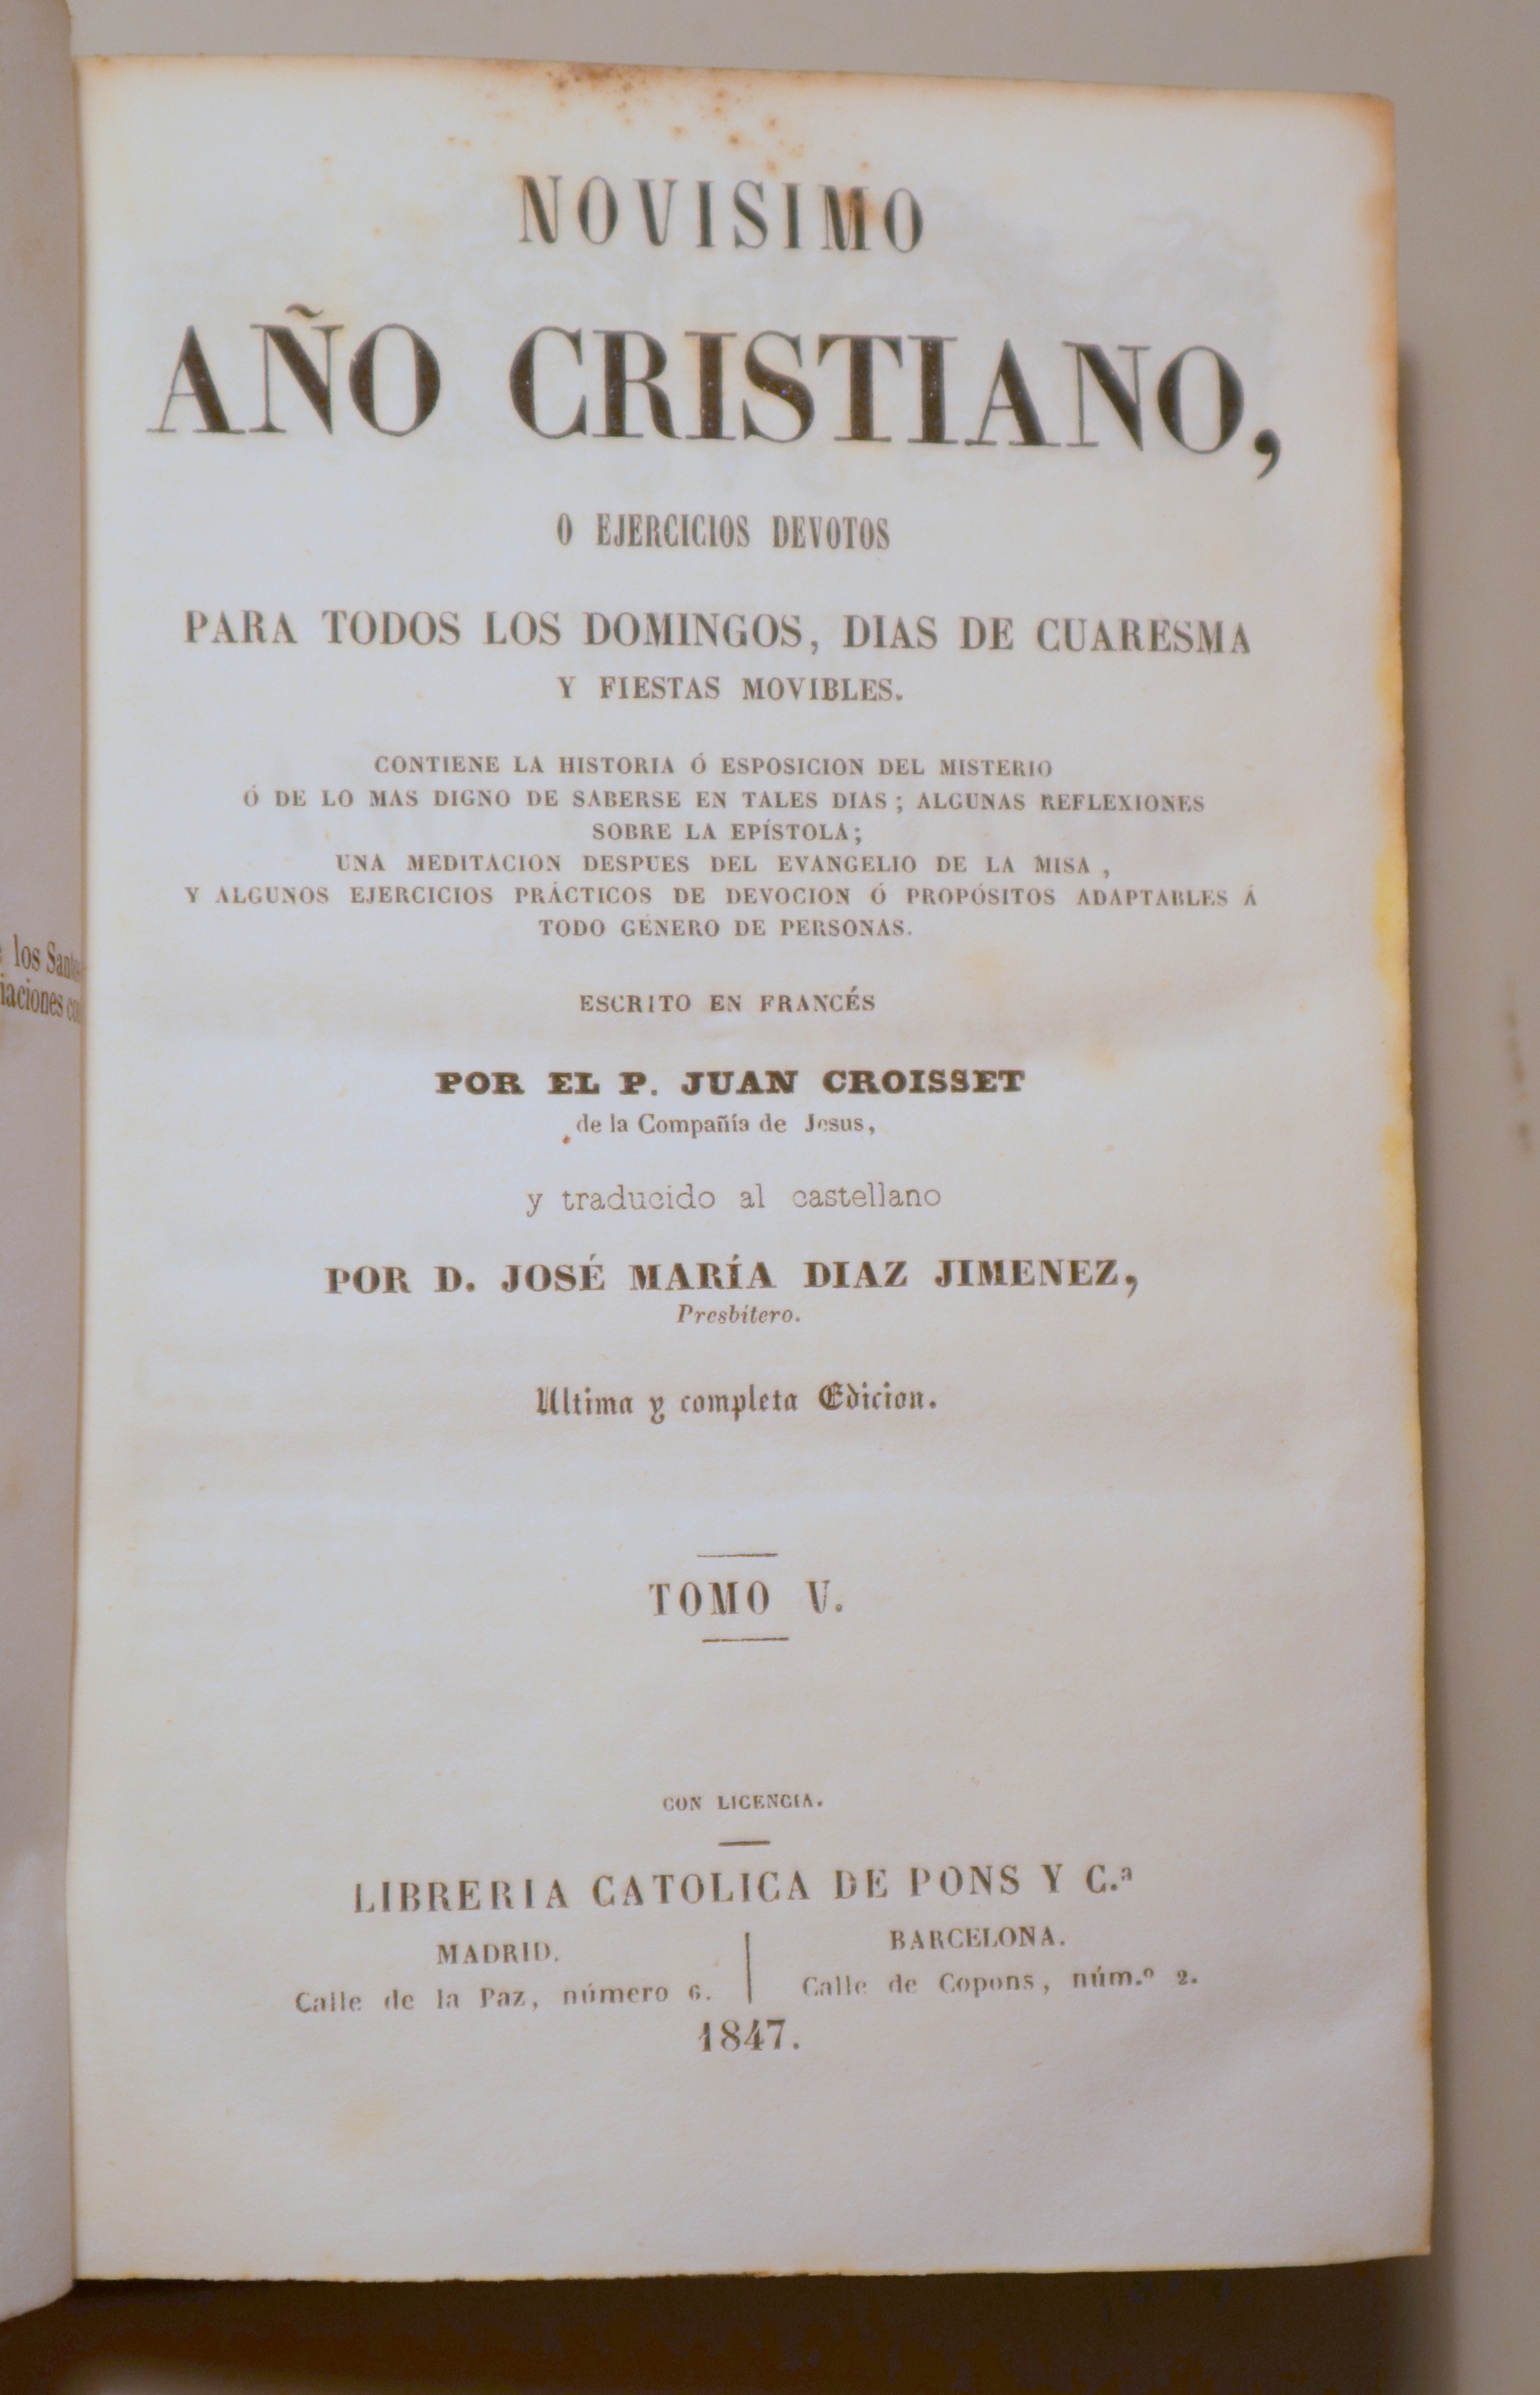 NOVISIMO
AÑO CRISTIANO,
O EJERCICIOS DEVOTOS
PARA TODOS LOS DOMINGOS, DIAS DE CUARESMA
Y FIESTAS MOVIBLES.
CONTIENE LA HISTORIA Ó ESPOSICION DEL MISTERIO
Ó DE LO MAS DIGNO DE SABERSE EN TALES DIAS; ALGUNAS REFLEXIONES
SOBRE LA EPÍSTOLA;
UNA MEDITACION DESPUES DEL EVANGELIO DE LA MISA,
Y ALGUNOS EJERCICIOS PRÁCTICOS DE DEVOCION Ó PROPÓSITOS ADAPTABLES Á
TODO GÉNERO DE PERSONAS.
ESCRITO EN FRANCÉS
POR EL P. JUAN CROISSET
de la Compañía de Jesus,
y traducido al castellano
POR D. JOSÉ MARÍA DIAZ JIMENEZ,
Presbítero.
Ultima y completa Edicion.
TOMO V.
CON LICENCIA.
LIBRERIA CATOLICA DE PONS Y C.ª
MADRID.
Calle de la Paz, número 6.
BARCELONA.
Calle de Copons, núm.º 2.
1847.
los